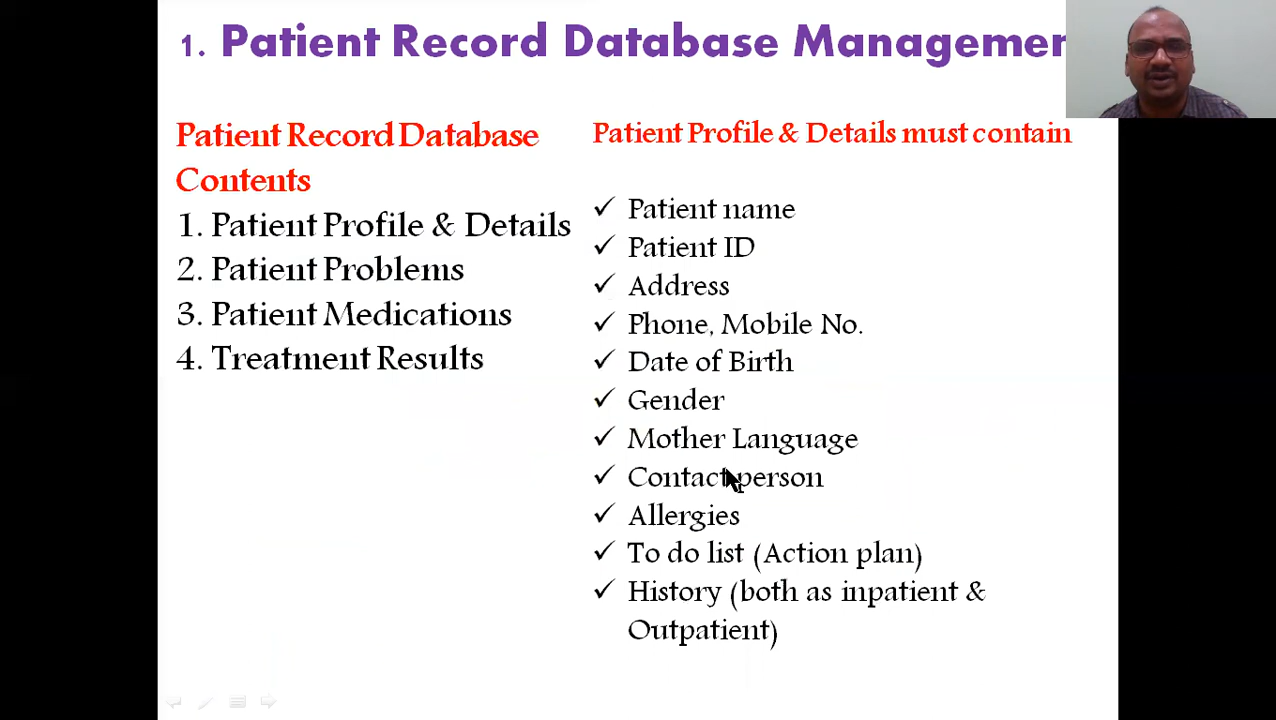 1. Patient Record Database Managemen
Patient Record Database
Contents
1. Patient Profile & Details
2. Patient Problems
3. Patient Medications
4. Treatment Results
Patient Profile & Details must contain
✓ Patient name
✓ Patient ID
✓ Address
✓ Phone, Mobile No.
✓ Date of Birth
✓ Gender
✓ Mother Language
✓ Contact person
✓ Allergies
✓ To do list (Action plan)
✓ History (both as inpatient &
Outpatient)